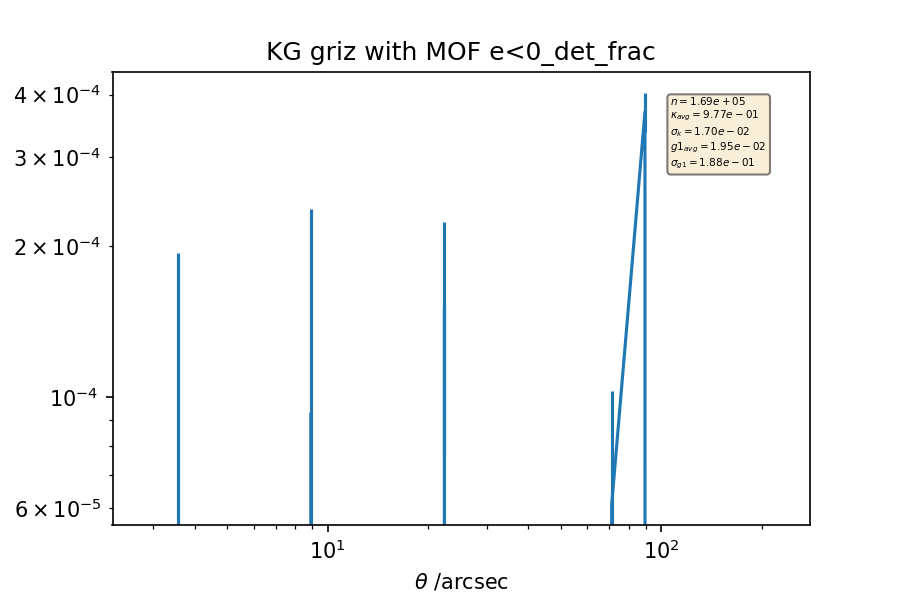 KG griz with MOF e<0_det_frac
4 × 10⁻⁴
3 × 10⁻⁴
2 × 10⁻⁴
10⁻⁴
6 × 10⁻⁵
n = 1.69e + 05
κavg = 9.77e − 01
σk = 1.70e − 02
g1avg = 1.95e − 02
σg1 = 1.88e − 01
10¹
10²
θ /arcsec